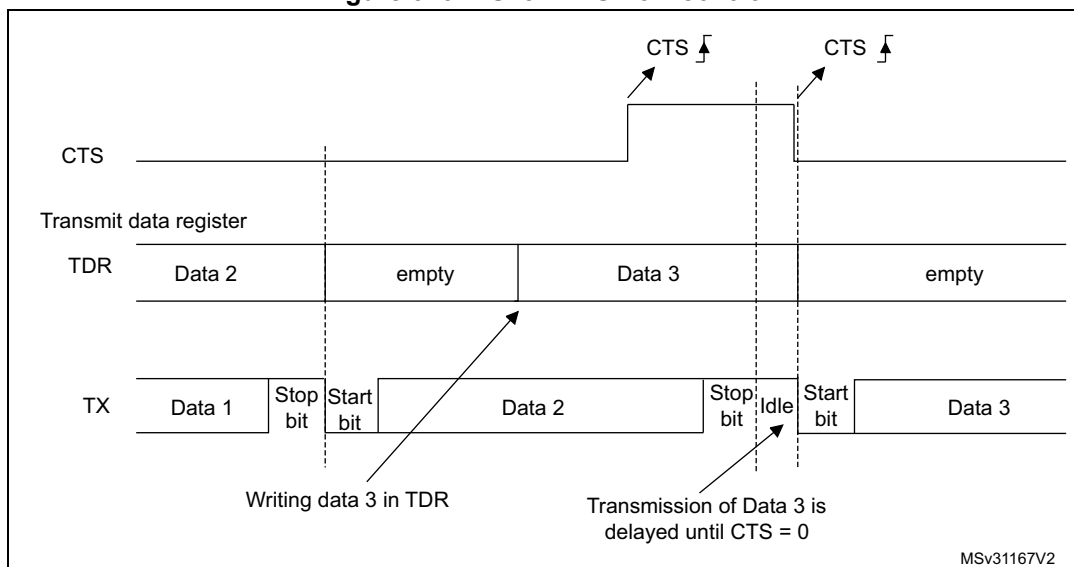 CTS CTS
CTS
Transmit data register
TDR Data 2 empty Data 3 empty
TX Data 1 Stop bit Start bit Data 2 Stop bit Idle Start bit Data 3
Writing data 3 in TDR
Transmission of Data 3 is
delayed until CTS = 0
MSv31167V2